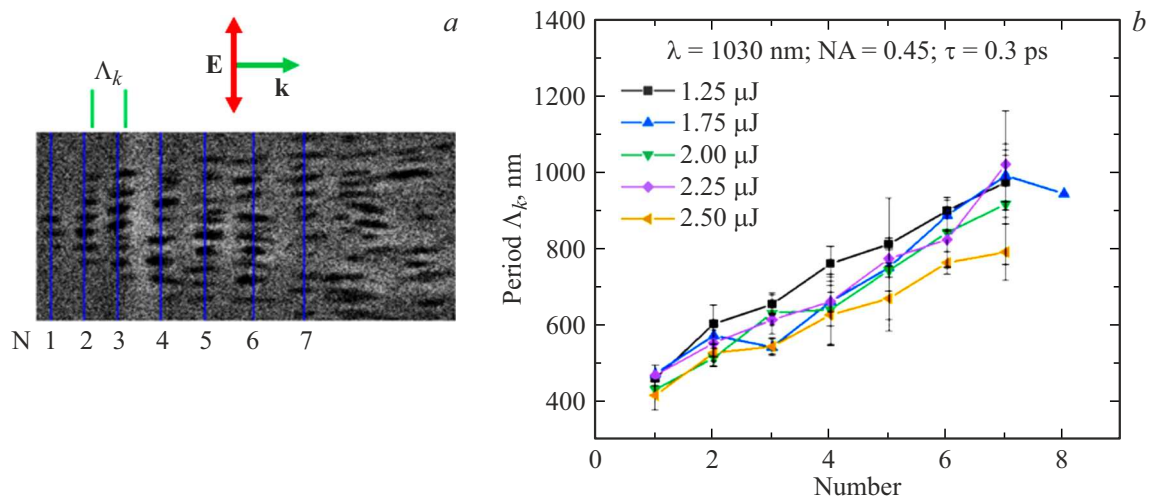 a
E
k
Λk
N 1 2 3 4 5 6 7
b
λ = 1030 nm; NA = 0.45; τ = 0.3 ps
1.25 μJ
1.75 μJ
2.00 μJ
2.25 μJ
2.50 μJ
Period Λk, nm
1400
1200
1000
800
600
400
0 2 4 6 8
Number